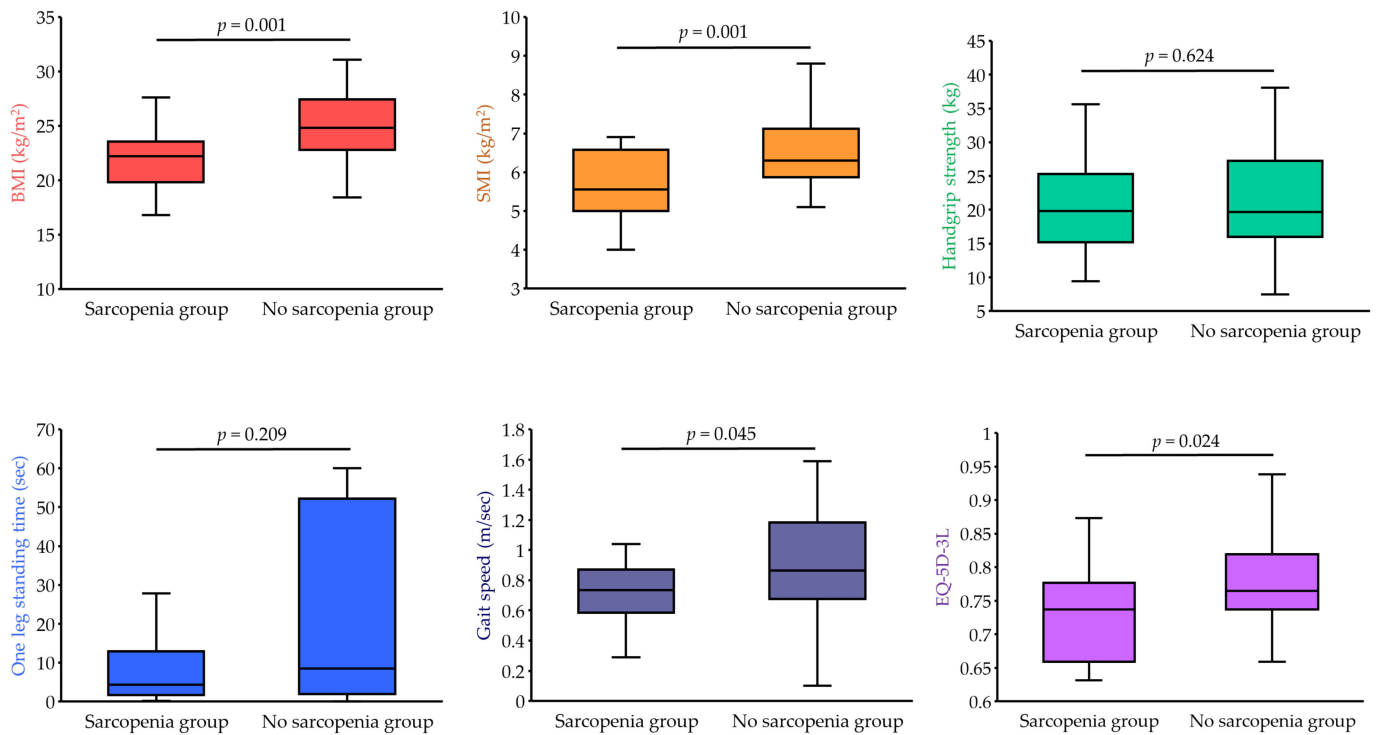 BMI (kg/m²)
35
30
25
20
15
10
p = 0.001
Sarcopenia group
No sarcopenia group
SMI (kg/m²)
10
9
8
7
6
5
4
3
p = 0.001
Sarcopenia group
No sarcopenia group
Handgrip strength (kg)
45
40
35
30
25
20
15
10
5
p = 0.624
Sarcopenia group
No sarcopenia group
One leg standing time (sec)
70
60
50
40
30
20
10
0
p = 0.209
Sarcopenia group
No sarcopenia group
Gait speed (m/sec)
1.8
1.6
1.4
1.2
1
0.8
0.6
0.4
0.2
0
p = 0.045
Sarcopenia group
No sarcopenia group
EQ-5D-3L
1
0.95
0.9
0.85
0.8
0.75
0.7
0.65
0.6
p = 0.024
Sarcopenia group
No sarcopenia group